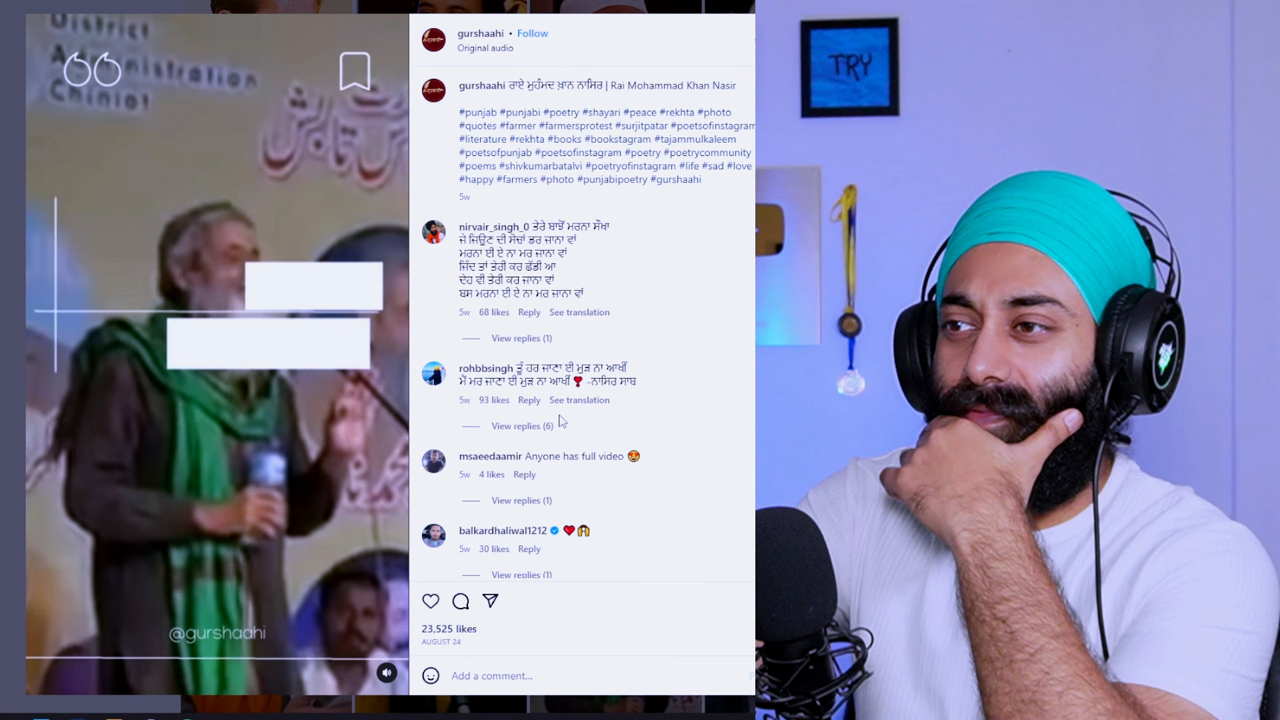 District
Administration
Chiniot
@gurshaahi
gurshaahi • Follow
Original audio
gurshaahi ਰਾਏ ਮੁਹੰਮਦ ਖ਼ਾਨ ਨਾਸਿਰ | Rai Mohammad Khan Nasir
#punjab #punjabi #poetry #shayari #peace #rekhta #photo
#quotes #farmer #farmersprotest #surjitpatar #poetsofinstagram
#literature #rekhta #books #bookstagram #tajammulkaleem
#poetsofpunjab #poetsofinstagram #poetry #poetrycommunity
#poems #shivkumarbatalvi #poetryofinstagram #life #sad #love
#happy #farmers #photo #punjabipoetry #gurshaahi
5w
nirvair_singh_0 ਤੇਰੇ ਬਾਝੋਂ ਮਰਨਾ ਸੌਖਾ
ਜੇ ਜਿਉਣ ਦੀ ਸੋਚਾਂ ਡਰ ਜਾਨਾ ਵਾਂ
ਮਰਨਾ ਈ ਏ ਨਾ ਮਰ ਜਾਨਾ ਵਾਂ
ਜਿੰਦ ਤਾਂ ਤੇਰੀ ਕਰ ਛੱਡੀ ਆ
ਦੇਹ ਵੀ ਤੇਰੀ ਕਰ ਜਾਨਾ ਵਾਂ
ਬਸ ਮਰਨਾ ਈ ਏ ਨਾ ਮਰ ਜਾਨਾ ਵਾਂ
5w 68 likes Reply See translation
View replies (1)
rohbbsingh ਤੂੰ ਹਰ ਜਾਣਾ ਈ ਮੁੜ ਨਾ ਆਖੀਂ
ਮੈਂ ਮਰ ਜਾਣਾ ਈ ਮੁੜ ਨਾ ਆਖੀਂ ❣️ -ਨਾਸਿਰ ਸਾਬ
5w 93 likes Reply See translation
View replies (6)
msaeedaamir Anyone has full video 😍
5w 4 likes Reply
View replies (1)
balkardhaliwal1212 ❤️🙌
5w 30 likes Reply
View replies (1)
23,525 likes
AUGUST 24
Add a comment...
TRY